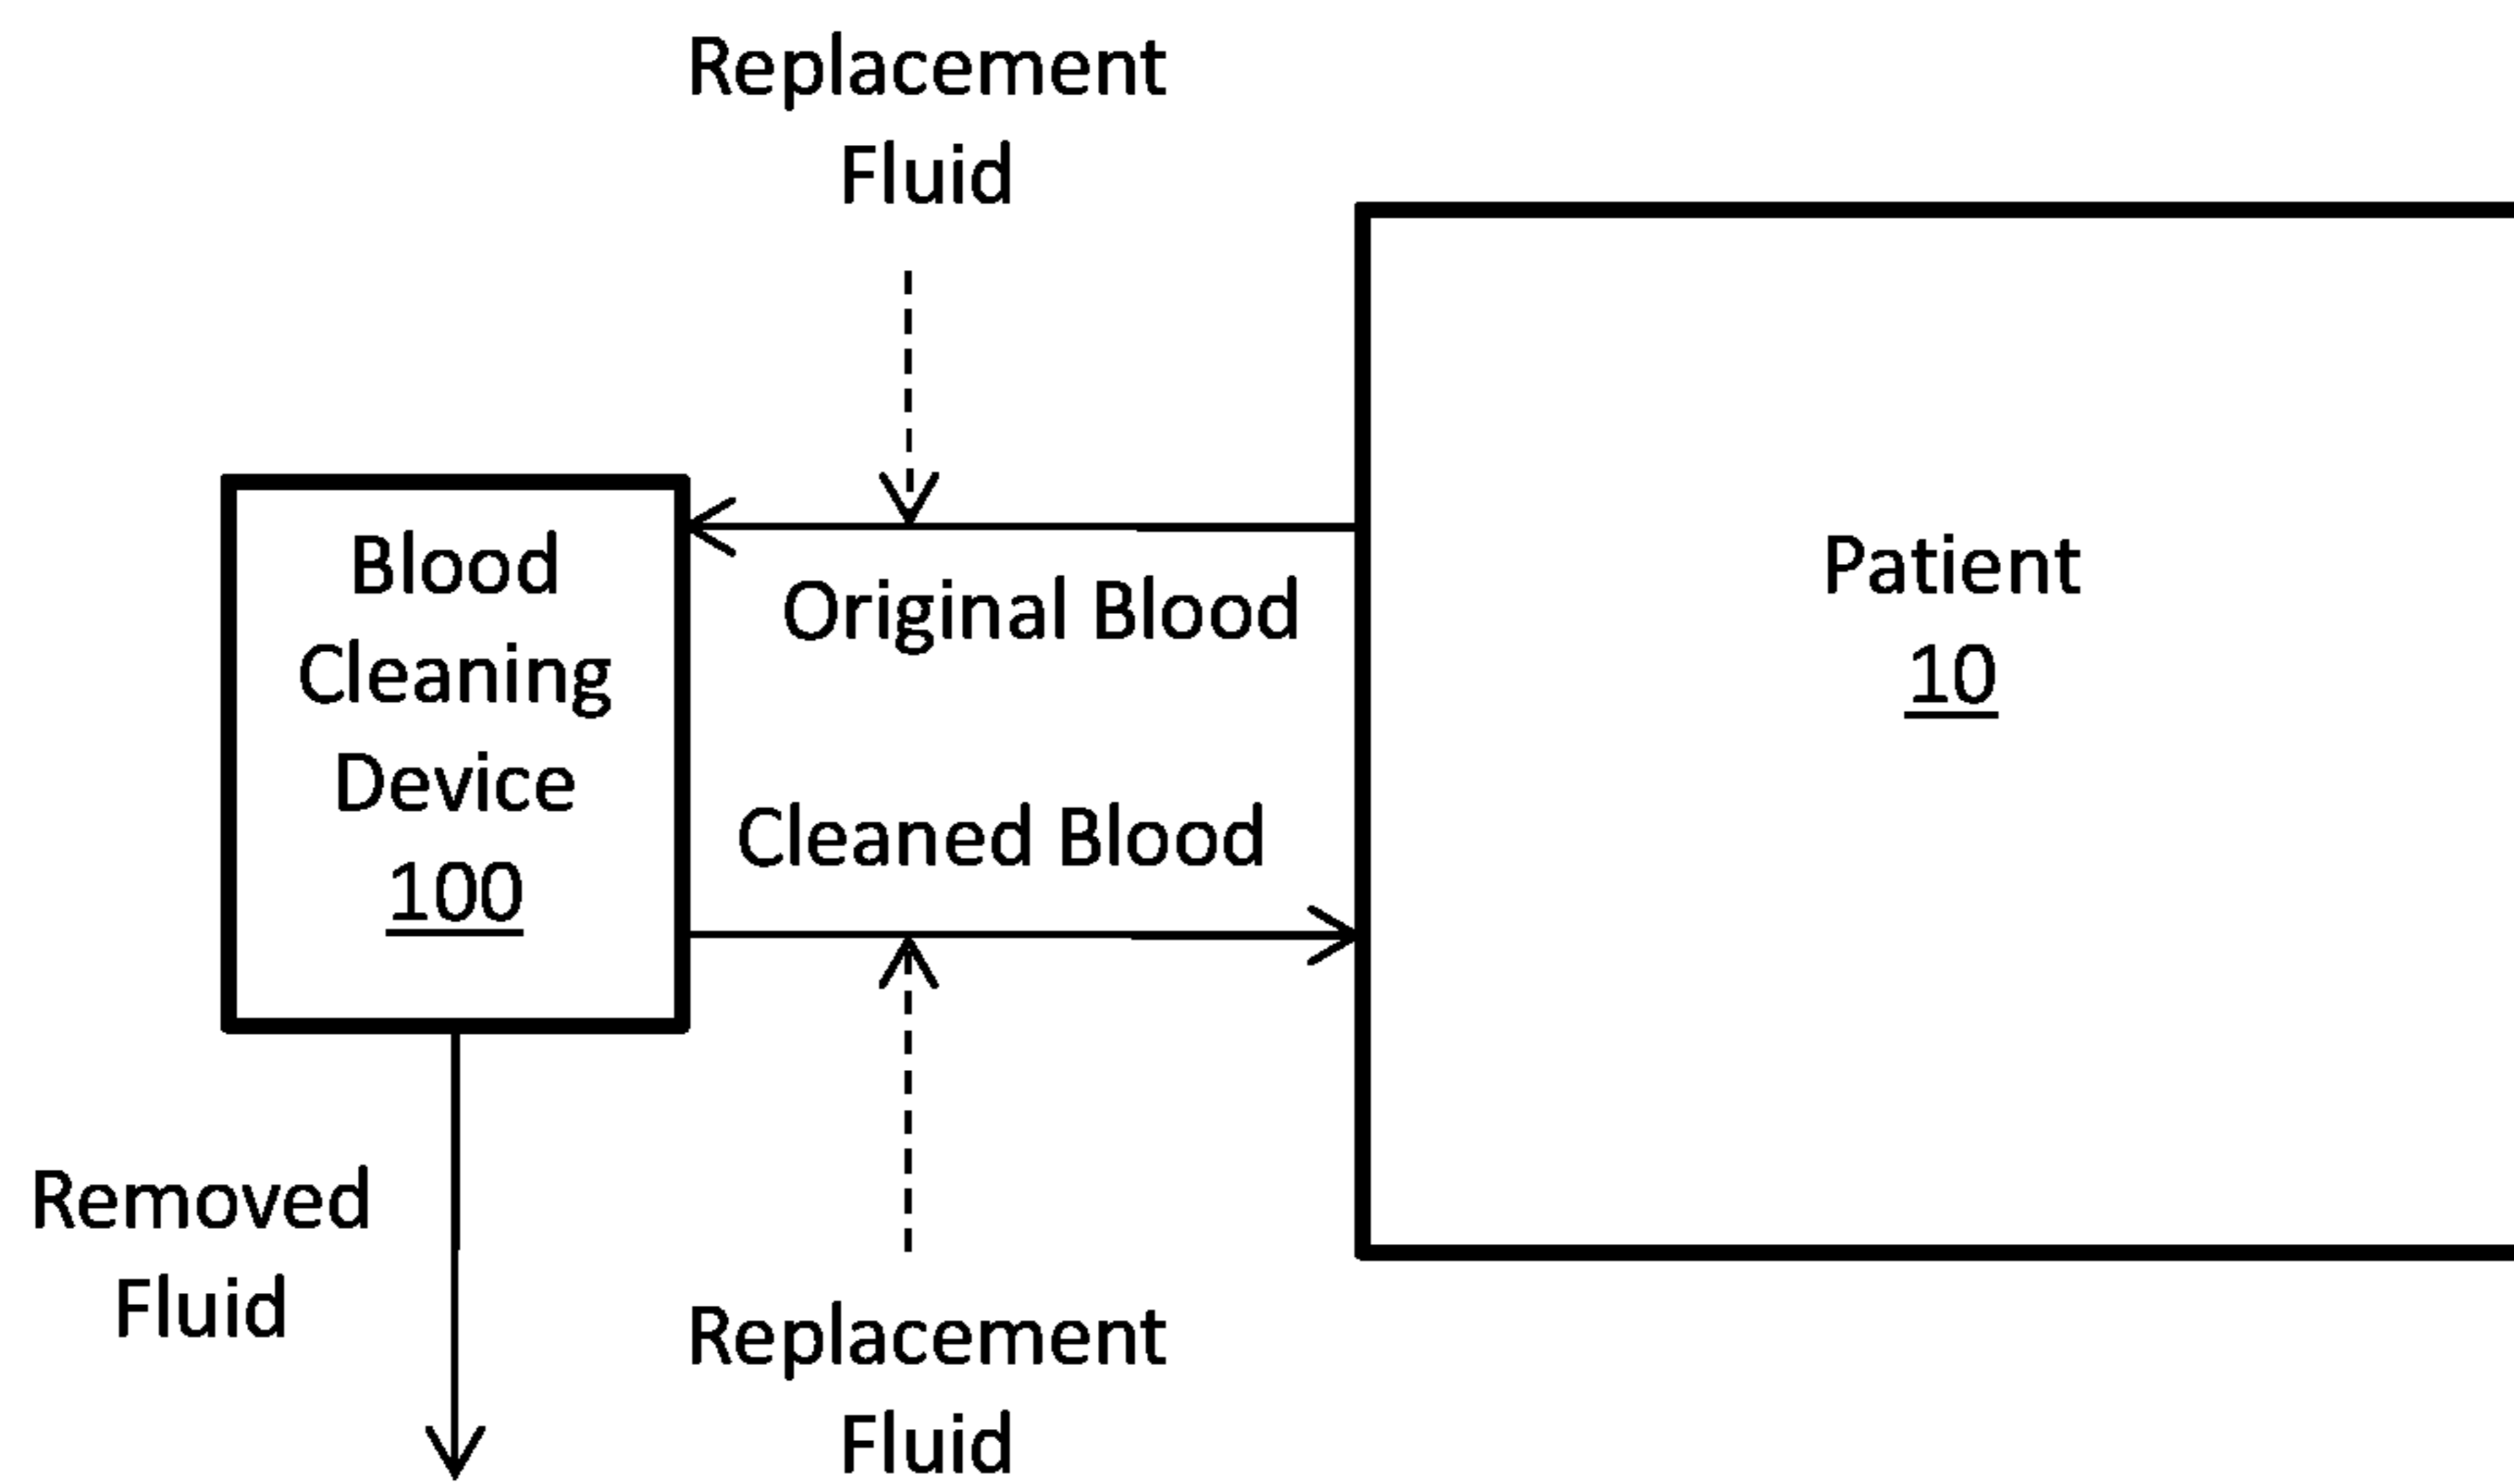 Replacement
Fluid
Blood
Cleaning
Device
100
Original Blood
Cleaned Blood
Patient
10
Removed
Fluid
Replacement
Fluid